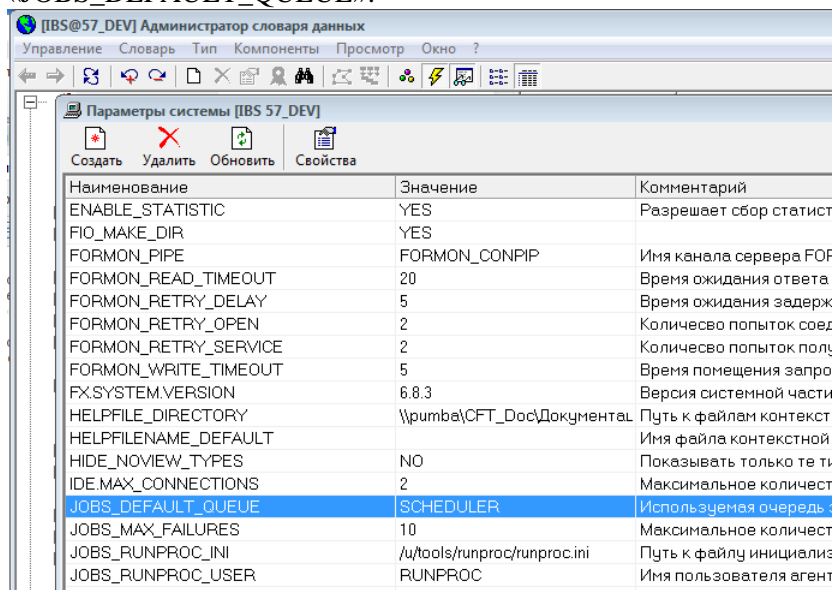 «JOBS_DEFAULT_QUEUE».
[IBS@57_DEV] Администратор словаря данных
Управление Словарь Тип Компоненты Просмотр Окно ?
Параметры системы [IBS 57_DEV]
Создать Удалить Обновить Свойства
Наименование Значение Комментарий
ENABLE_STATISTIC YES Разрешает сбор статист
FIO_MAKE_DIR YES
FORMON_PIPE FORMON_CONPIP Имя канала сервера FOR
FORMON_READ_TIMEOUT 20 Время ожидания ответа
FORMON_RETRY_DELAY 5 Время ожидания задерж
FORMON_RETRY_OPEN 2 Количесво попыток соед
FORMON_RETRY_SERVICE 2 Количесво попыток полу
FORMON_WRITE_TIMEOUT 5 Время помещения запро
FX.SYSTEM.VERSION 6.8.3 Версия системной части
HELPFILE_DIRECTORY \\pumba\CFT_Doc\Документац Путь к файлам контекст
HELPFILENAME_DEFAULT Имя файла контекстной
HIDE_NOVIEW_TYPES NO Показывать только те ти
IDE.MAX_CONNECTIONS 2 Максимальное количест
JOBS_DEFAULT_QUEUE SCHEDULER Используемая очередь з
JOBS_MAX_FAILURES 10 Максимальное количест
JOBS_RUNPROC_INI /u/tools/runproc/runproc.ini Путь к файлу инициализ
JOBS_RUNPROC_USER RUNPROC Имя пользователя агент